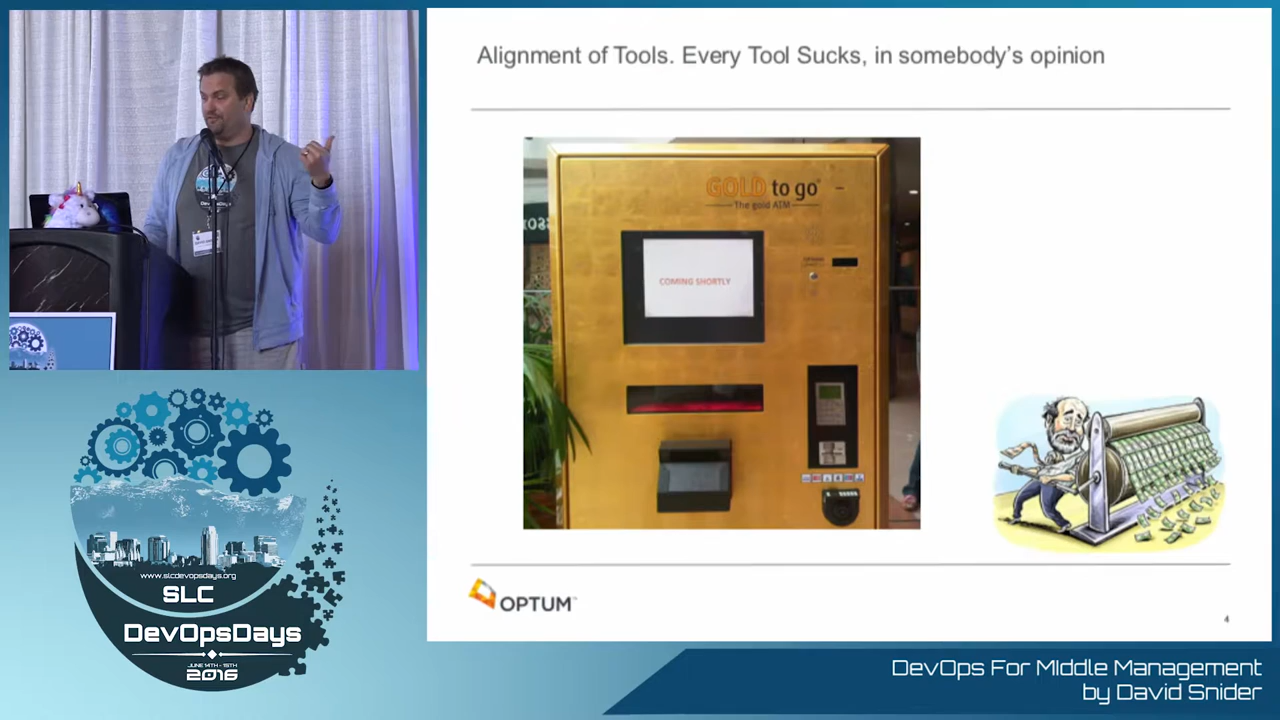 Alignment of Tools. Every Tool Sucks, in somebody's opinion
GOLD to go
The gold ATM
COMING SHORTLY
OPTUM
4
www.slcdevopsdays.org
SLC
DevOpsDays
JUNE 14TH - 15TH
2016
DevOps For Middle Management
by David Snider